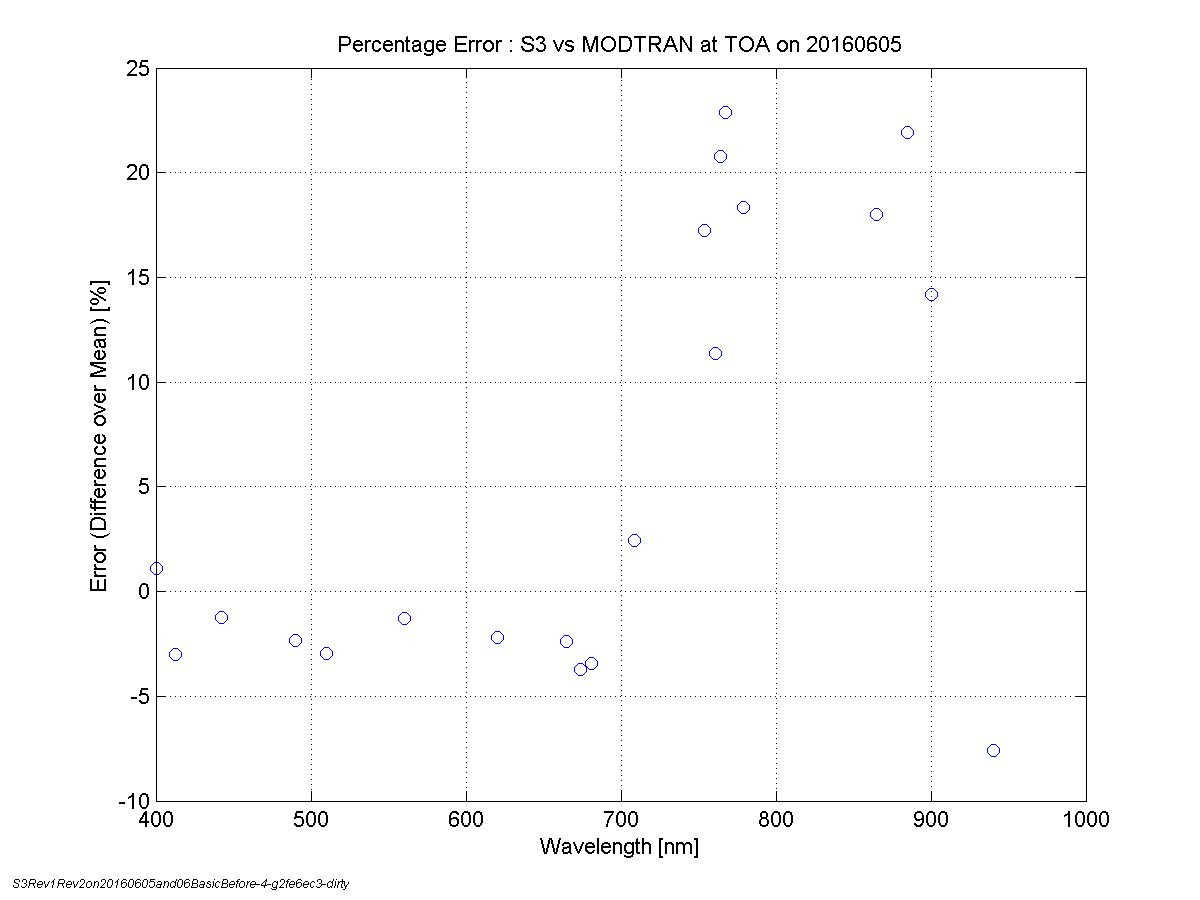 Percentage Error : S3 vs MODTRAN at TOA on 20160605
25
20
15
10
5
0
-5
-10
Error (Difference over Mean) [%]
400 500 600 700 800 900 1000
Wavelength [nm]
S3Rev1Rev2on20160605and06BasicBefore-4-g2fe6ec3-dirty